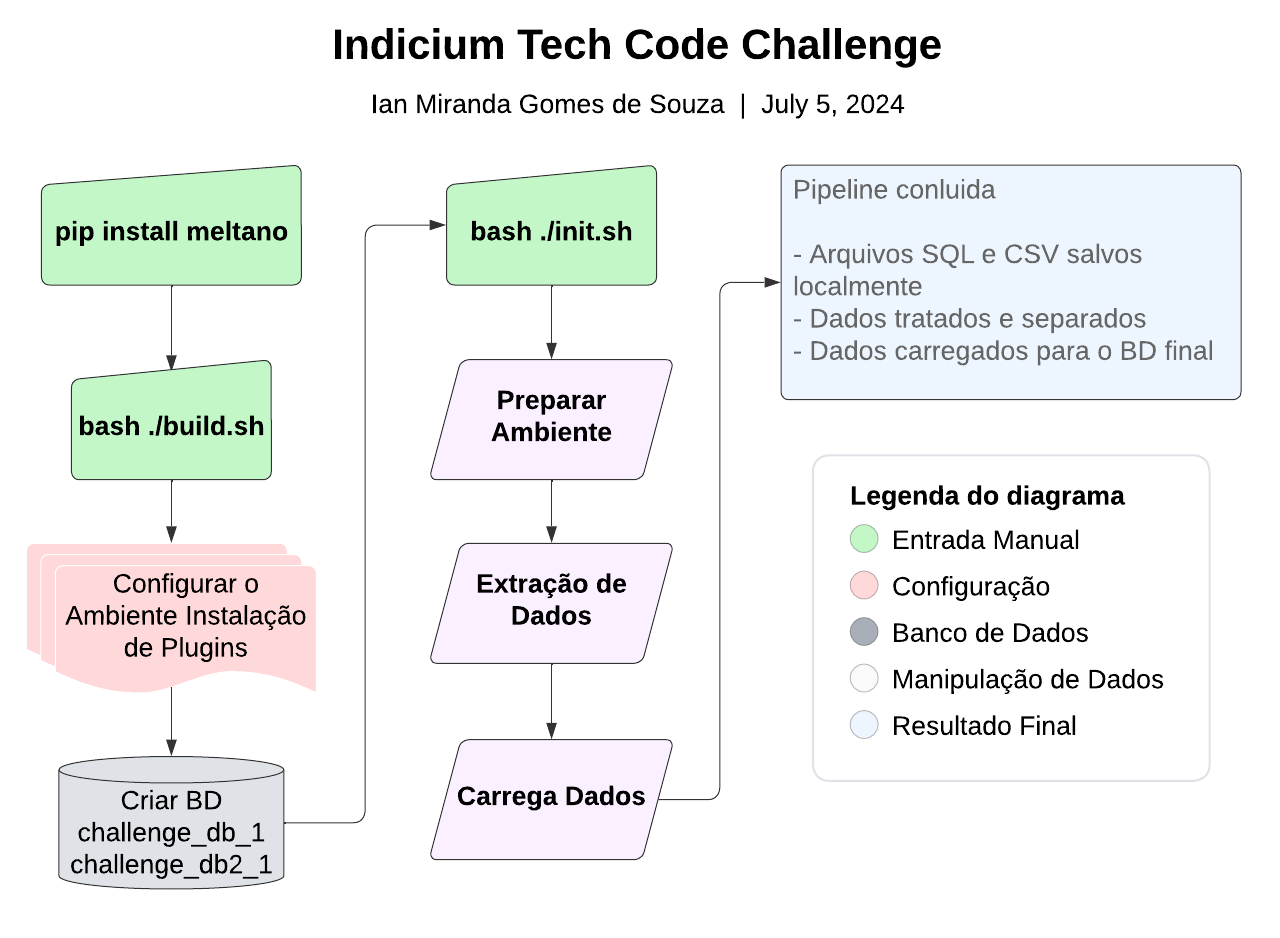 Indicium Tech Code Challenge
Ian Miranda Gomes de Souza | July 5, 2024
pip install meltano
bash ./build.sh
Configurar o
Ambiente Instalação
de Plugins
Criar BD
challenge_db_1
challenge_db2_1
bash ./init.sh
Preparar
Ambiente
Extração de
Dados
Carrega Dados
Pipeline conluida
- Arquivos SQL e CSV salvos
localmente
- Dados tratados e separados
- Dados carregados para o BD final
Legenda do diagrama
Entrada Manual
Configuração
Banco de Dados
Manipulação de Dados
Resultado Final